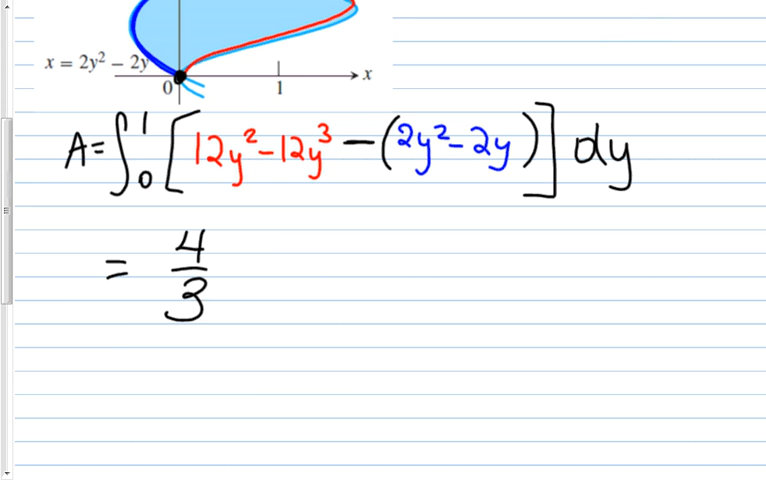 x = 2y² – 2y
0 1 x
A = ∫₀¹ [12y² – 12y³ – (2y² – 2y)] dy
= 4/3